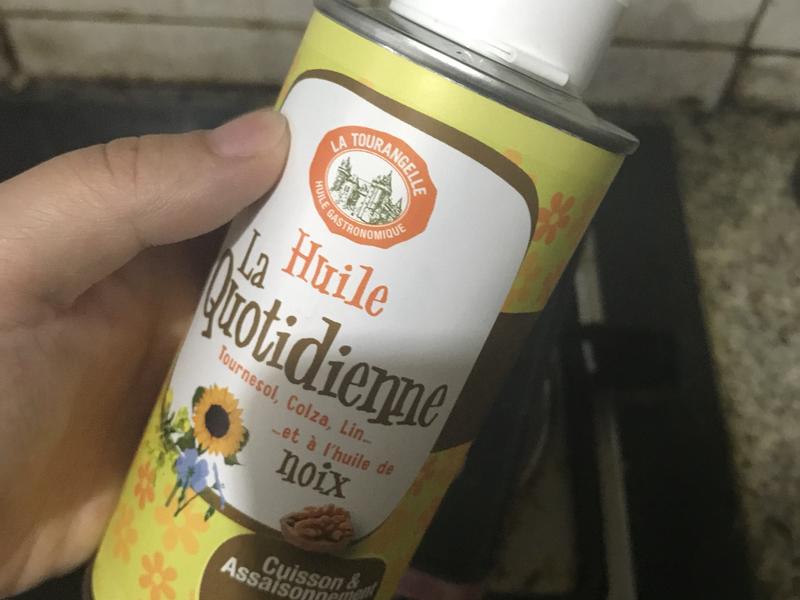 LA TOURANGELLE
HUILE GASTRONOMIQUE
Huile
La
Quotidienne
Tournesol, Colza, Lin...
...et à l'huile de
noix
Cuisson &
Assaisonnement